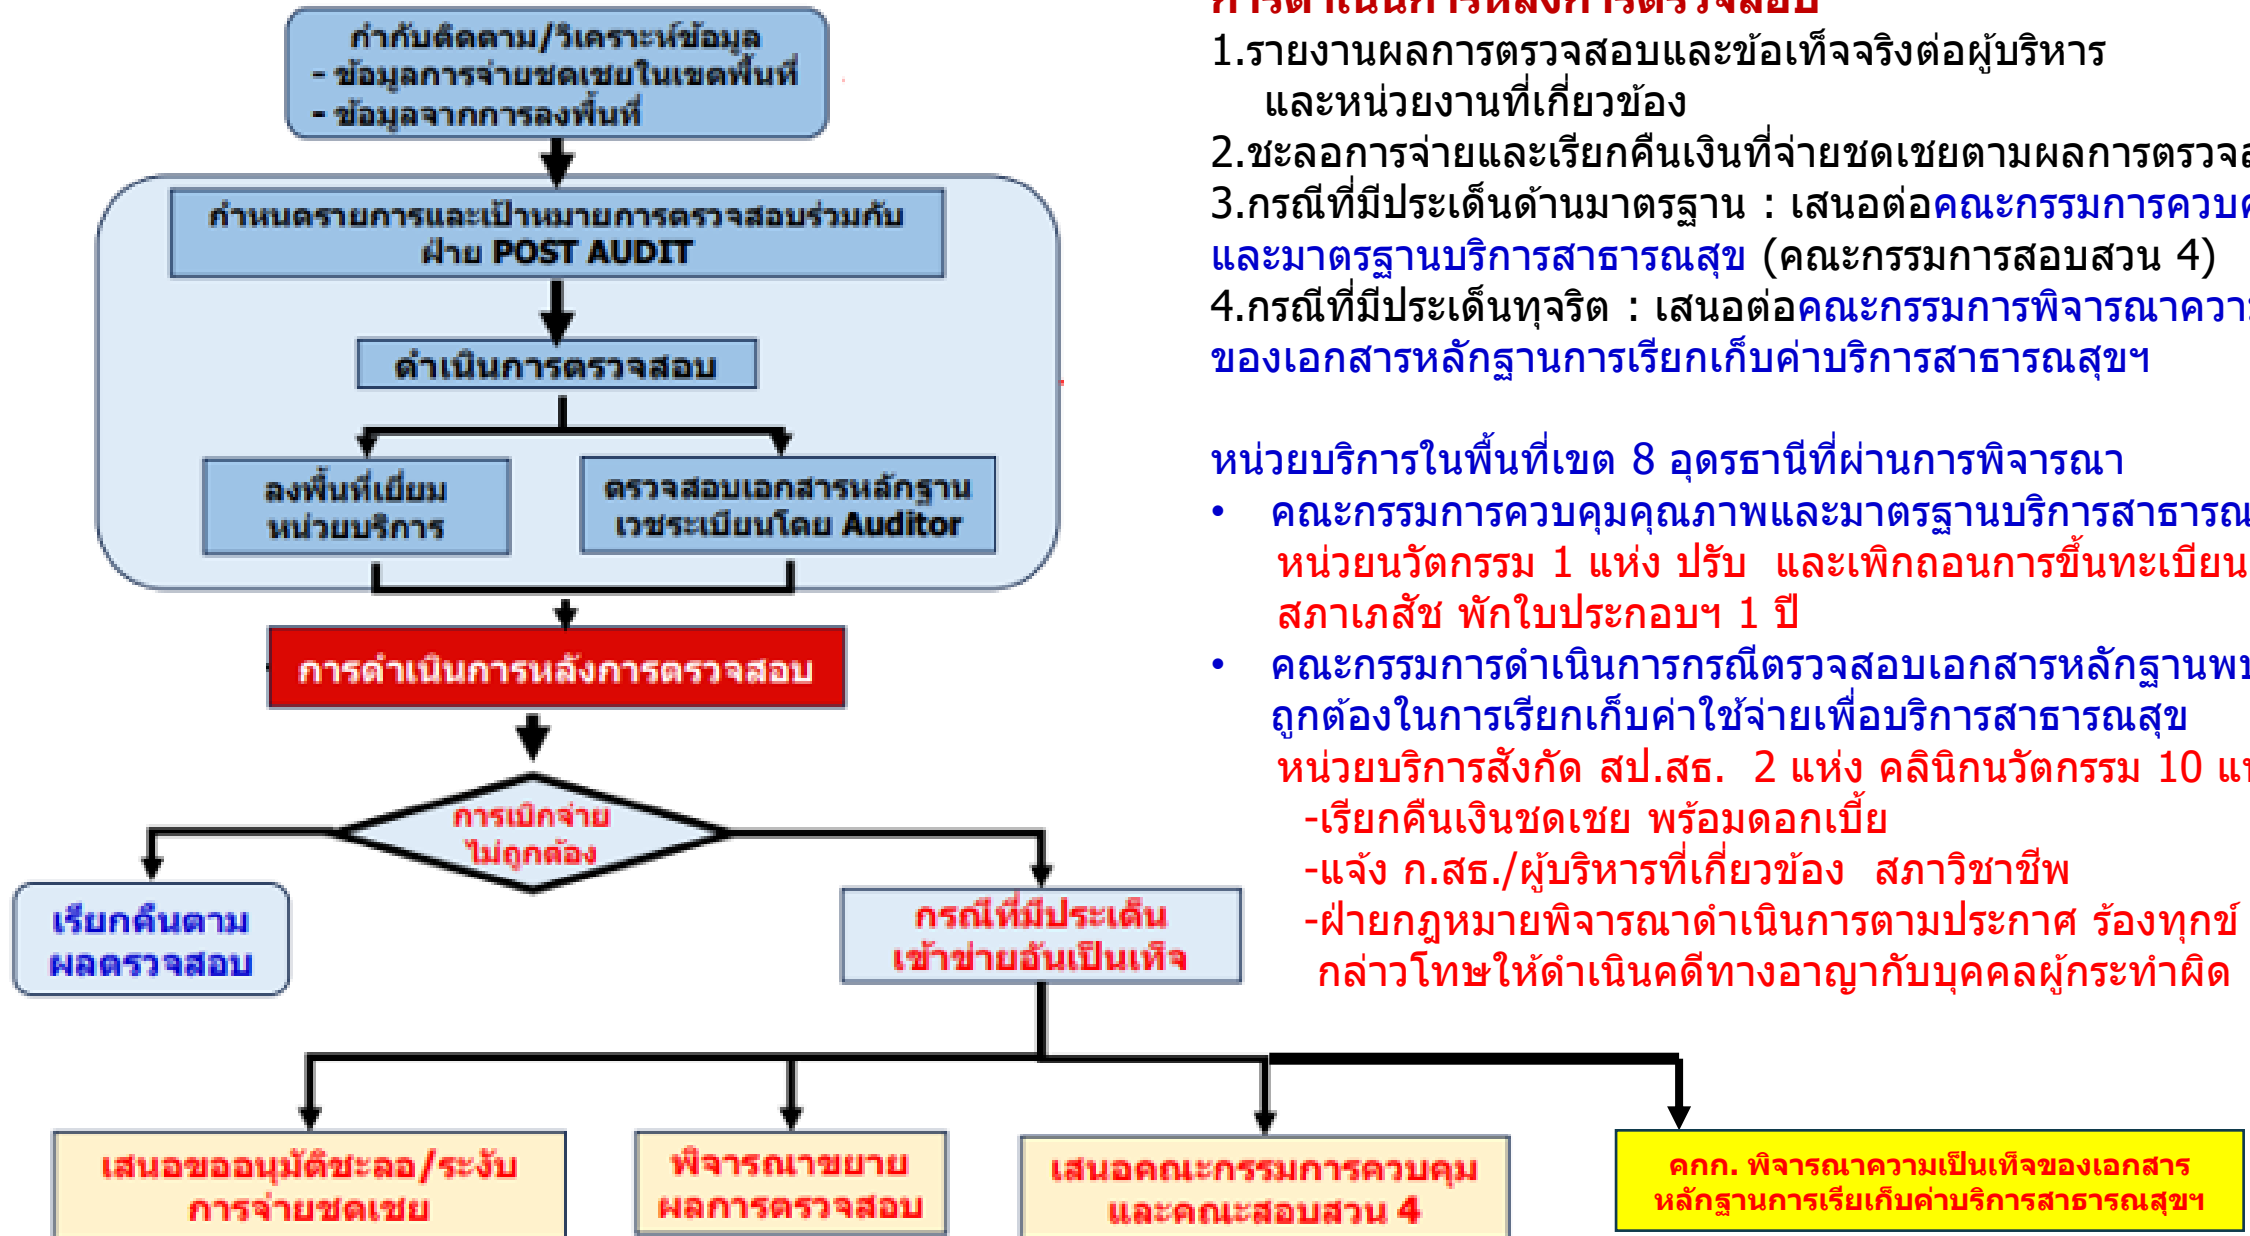 กำกับติดตาม/วิเคราะห์ข้อมูล
- ข้อมูลการจ่ายชดเชยในเขตพื้นที่
- ข้อมูลจากการลงพื้นที่
กำหนดรายการและเป้าหมายการตรวจสอบร่วมกับ
ฝ่าย POST AUDIT
ดำเนินการตรวจสอบ
ลงพื้นที่เยี่ยม
หน่วยบริการ
ตรวจสอบเอกสารหลักฐาน
เวชระเบียนโดย Auditor
การดำเนินการหลังการตรวจสอบ
การเบิกจ่าย
ไม่ถูกต้อง
เรียกคืนตาม
ผลตรวจสอบ
กรณีที่มีประเด็น
เข้าข่ายอันเป็นเท็จ
เสนอขออนุมัติชะลอ/ระงับ
การจ่ายชดเชย
พิจารณาขยาย
ผลการตรวจสอบ
เสนอคณะกรรมการควบคุม
และคณะสอบสวน 4
คกก. พิจารณาความเป็นเท็จของเอกสาร
หลักฐานการเรียเก็บค่าบริการสาธารณสุขฯ
การดำเนินการหลังการตรวจสอบ
1.รายงานผลการตรวจสอบและข้อเท็จจริงต่อผู้บริหาร
และหน่วยงานที่เกี่ยวข้อง
2.ชะลอการจ่ายและเรียกคืนเงินที่จ่ายชดเชยตามผลการตรวจ
3.กรณีที่มีประเด็นด้านมาตรฐาน : เสนอต่อคณะกรรมการควบ
และมาตรฐานบริการสาธารณสุข (คณะกรรมการสอบสวน 4)
4.กรณีที่มีประเด็นทุจริต : เสนอต่อคณะกรรมการพิจารณาควา
ของเอกสารหลักฐานการเรียกเก็บค่าบริการสาธารณสุขฯ
หน่วยบริการในพื้นที่เขต 8 อุดรธานีที่ผ่านการพิจารณา
• คณะกรรมการควบคุมคุณภาพและมาตรฐานบริการสาธารณ
หน่วยนวัตกรรม 1 แห่ง ปรับ และเพิกถอนการขึ้นทะเบียน
สภาเภสัช พักใบประกอบฯ 1 ปี
• คณะกรรมการดำเนินการกรณีตรวจสอบเอกสารหลักฐานพบ
ถูกต้องในการเรียกเก็บค่าใช้จ่ายเพื่อบริการสาธารณสุข
หน่วยบริการสังกัด สป.สธ. 2 แห่ง คลินิกนวัตกรรม 10 แ
-เรียกคืนเงินชดเชย พร้อมดอกเบี้ย
-แจ้ง ก.สธ./ผู้บริหารที่เกี่ยวข้อง สภาวิชาชีพ
-ฝ่ายกฎหมายพิจารณาดำเนินการตามประกาศ ร้องทุกข์
กล่าวโทษให้ดำเนินคดีทางอาญากับบุคคลผู้กระทำผิด